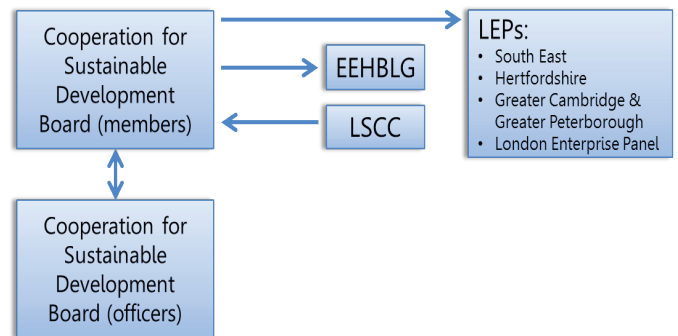 Cooperation for
Sustainable
Development
Board (members)
EEHBLG
LSCC
LEPs:
• South East
• Hertfordshire
• Greater Cambridge &
Greater Peterborough
• London Enterprise Panel
Cooperation for
Sustainable
Development
Board (officers)